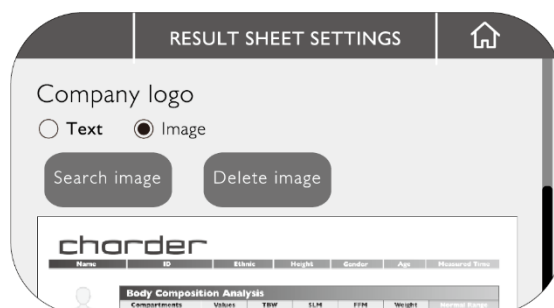 RESULT SHEET SETTINGS
Company logo
Text Image
Search image Delete image
charder
Name ID Ethnic Height Gender Age Measured Time
Body Composition Analysis
Compartments Values TBW SLM FFM Weight Normal Range